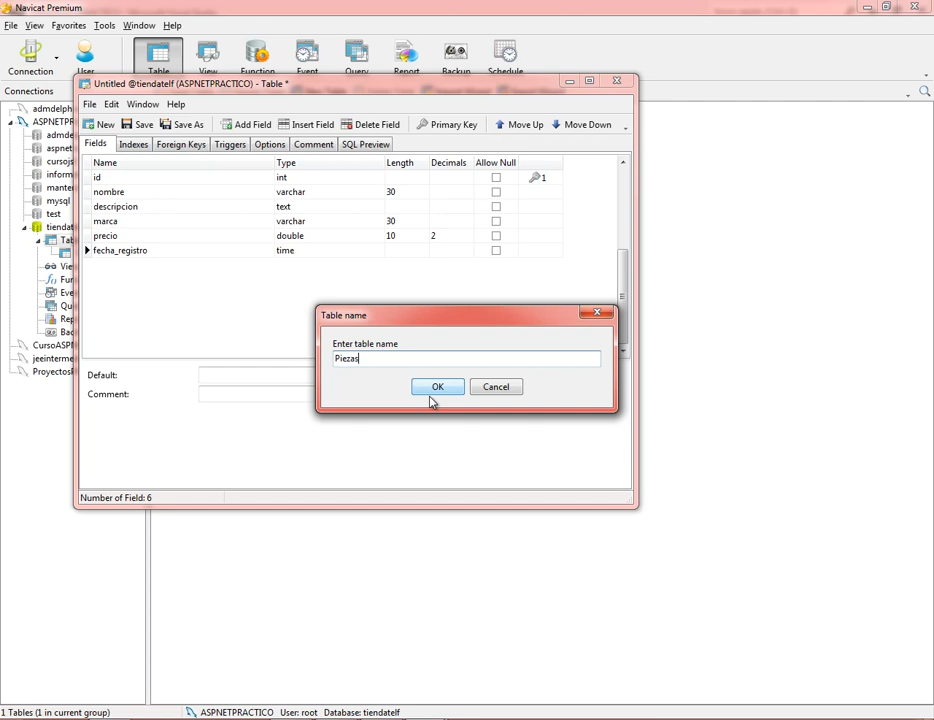 Navicat Premium
File View Favorites Tools Window Help
Connection User Table View Function Event Query Report Backup Schedule
Connections
Untitled @tiendatelf (ASPNETPRACTICO) - Table *
File Edit Window Help
New Save Save As Add Field Insert Field Delete Field Primary Key Move Up Move Down
Fields Indexes Foreign Keys Triggers Options Comment SQL Preview
Name Type Length Decimals Allow Null
id int 1
nombre varchar 30
descripcion text
marca varchar 30
precio double 10 2
fecha_registro time
admdelph
ASPNETP
admde
aspnet
cursoj
inform
mante
mysql
test
tiendat
Tab
Vie
Fun
Eve
Qu
Rep
Bac
CursoASP
jeeinterme
Proyectos
Table name
Enter table name
Piezas
OK Cancel
Default:
Comment:
Number of Field: 6
1 Tables (1 in current group) ASPNETPRACTICO User: root Database: tiendatelf